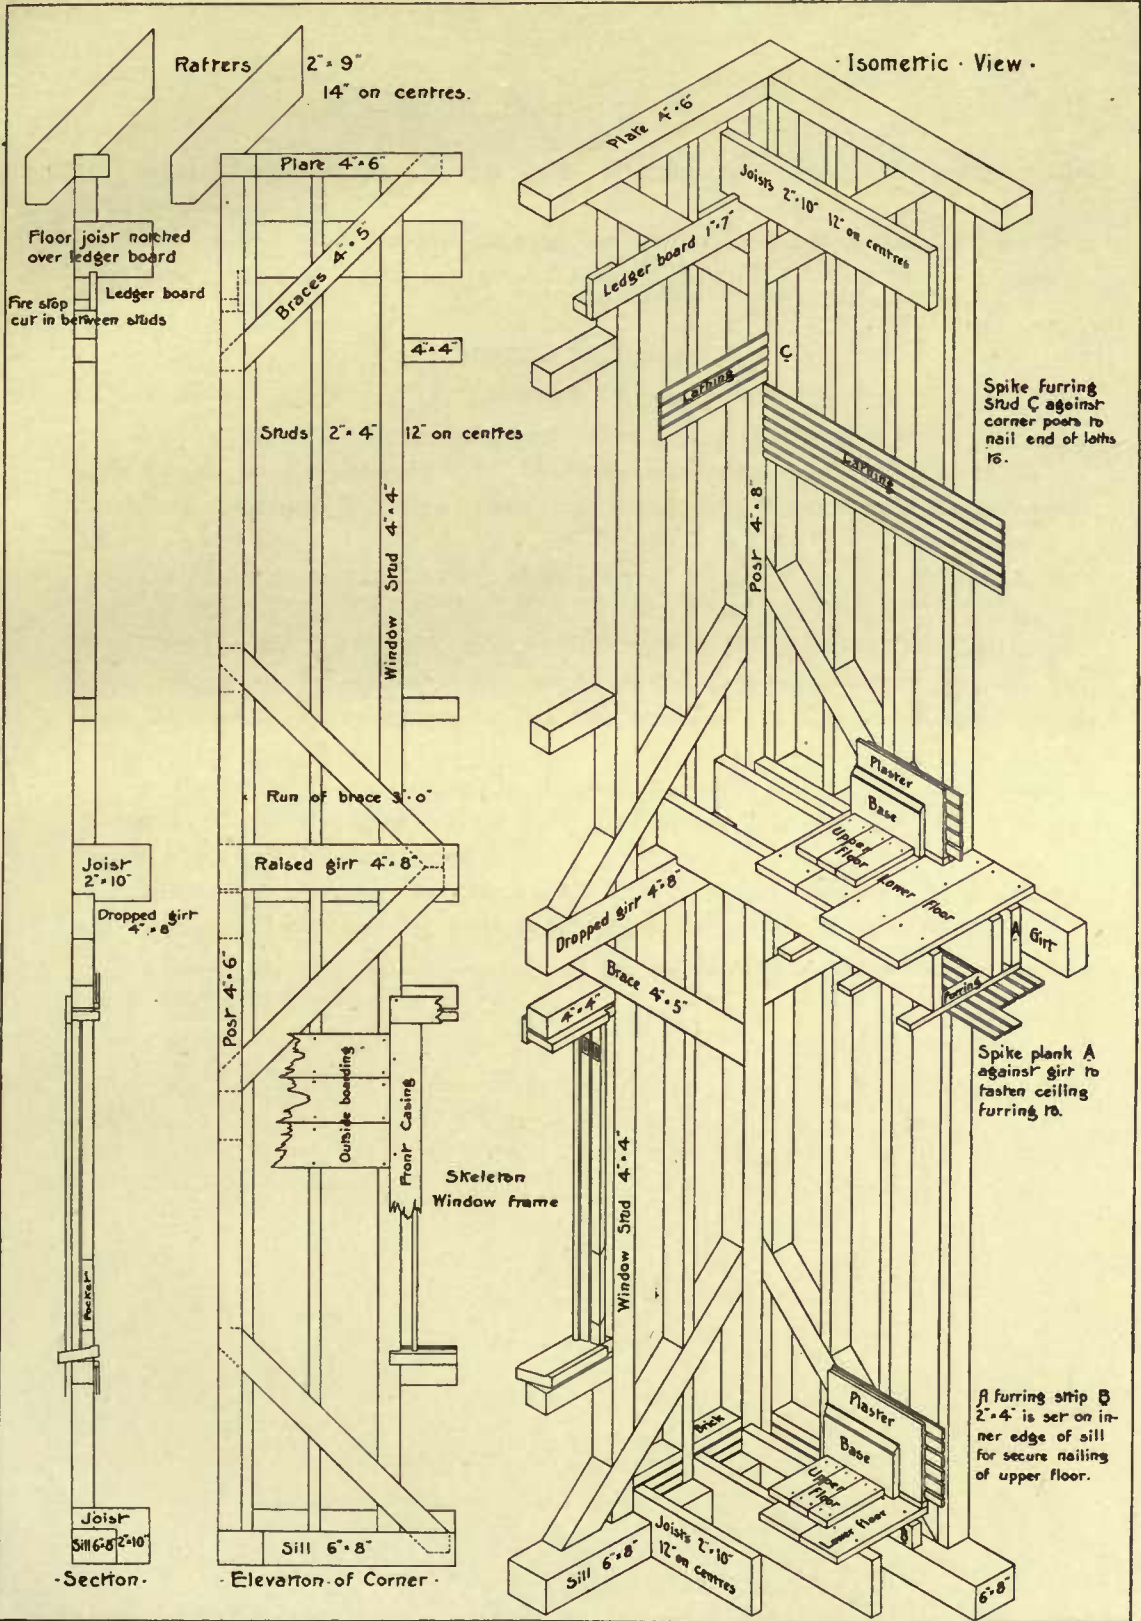 Rafters 2" × 9"
14" on centres.
· Isometric · View ·
Plate 4" × 6"
Plate 4" × 6"
Floor joist notched
over ledger board
Ledger board
Fire stop
cut in between studs
Braces 4" × 5"
4" × 4"
Joists 2" × 10" 12" on centres
Ledger board 1" × 7"
Lathing
C
Lathing
Spike furring
Stud C against
corner posts to
nail end of laths
to.
Studs 2" × 4" 12" on centres
Window Stud 4" × 4"
Post 4" × 8"
Run of brace 3'-0"
Joist
2" × 10"
Raised girt 4" × 8"
Dropped girt
4" × 8"
Post 4" × 6"
Plaster
Base
Upper
Floor
Lower Floor
Dropped girt 4" × 8"
Brace 4" × 5"
A
Girt
Furring
4" × 4"
Spike plank A
against girt to
fasten ceiling
furring to.
Outside boarding
Front Casing
Skeleton
Window Frame
Window Stud 4" × 4"
Pocket
Brick
Plaster
Base
Upper
Floor
Lower Floor
B
A furring strip B
2" × 4" is set on in-
ner edge of sill
for secure nailing
of upper floor.
Joist
Sill 6" × 8" 2" × 10"
Sill 6" × 8"
Sill 6" × 8"
Joists 2" × 10"
12" on centres
6" × 8"
· Section ·
· Elevation of Corner ·